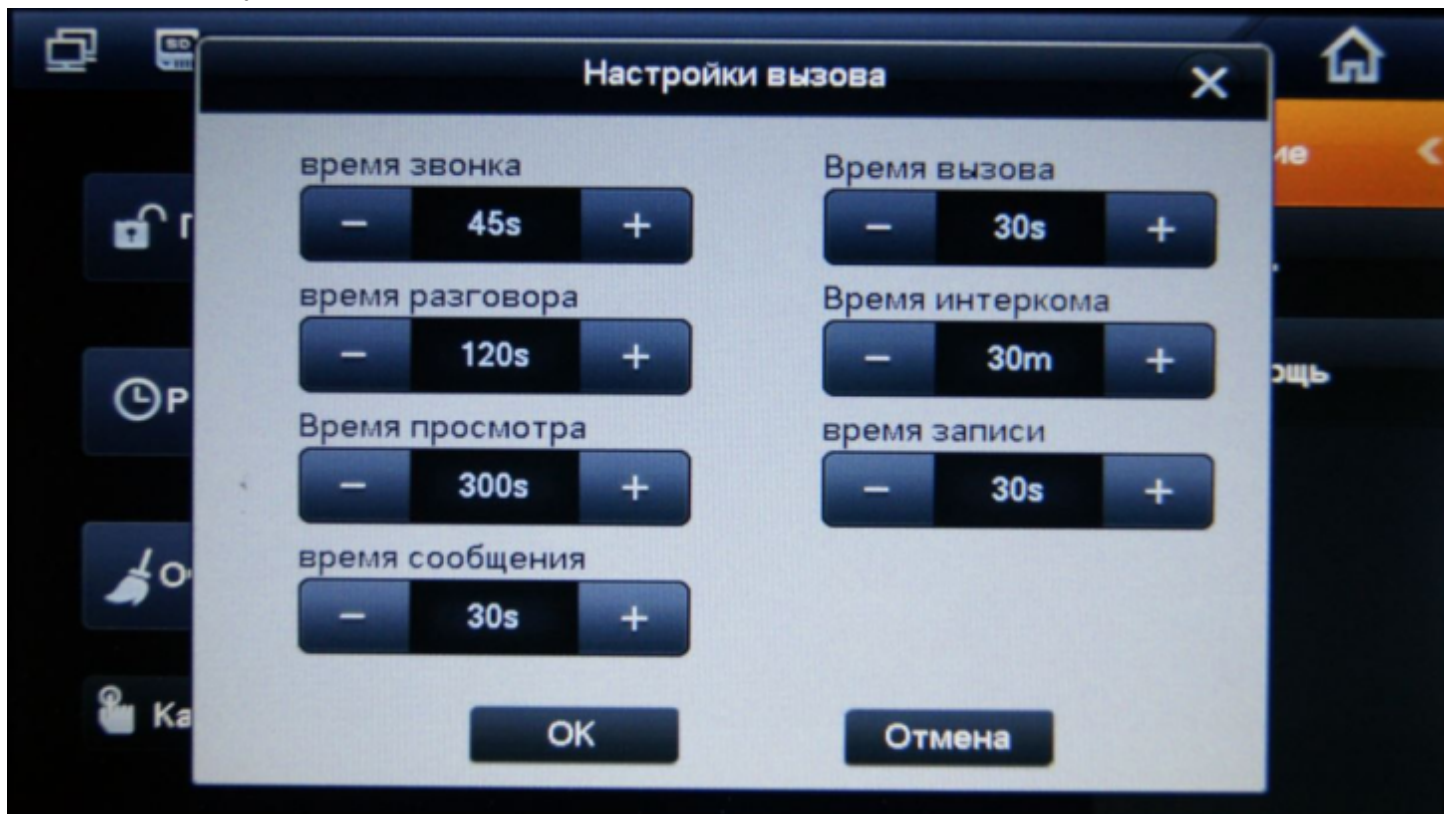 SD
Настройки вызова
время звонка
Время вызова
− 45s +
− 30s +
время разговора
Время интеркома
− 120s +
− 30m +
Время просмотра
время записи
− 300s +
− 30s +
время сообщения
− 30s +
OK
Отмена